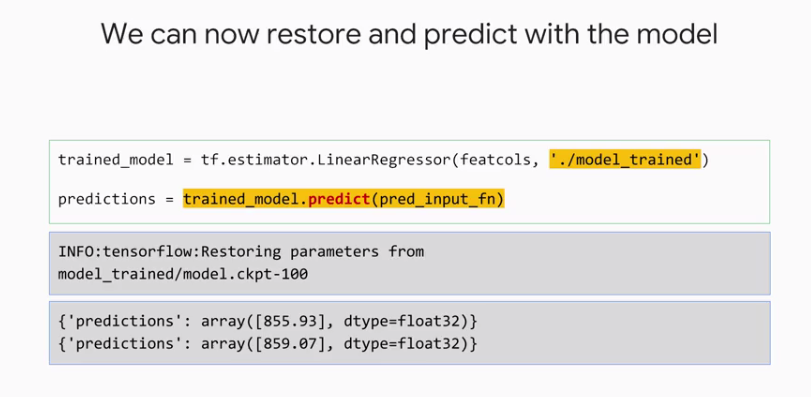 We can now restore and predict with the model
trained_model = tf.estimator.LinearRegressor(featcols, './model_trained')
predictions = trained_model.predict(pred_input_fn)
INFO:tensorflow:Restoring parameters from
model_trained/model.ckpt-100
{'predictions': array([855.93], dtype=float32)}
{'predictions': array([859.07], dtype=float32)}